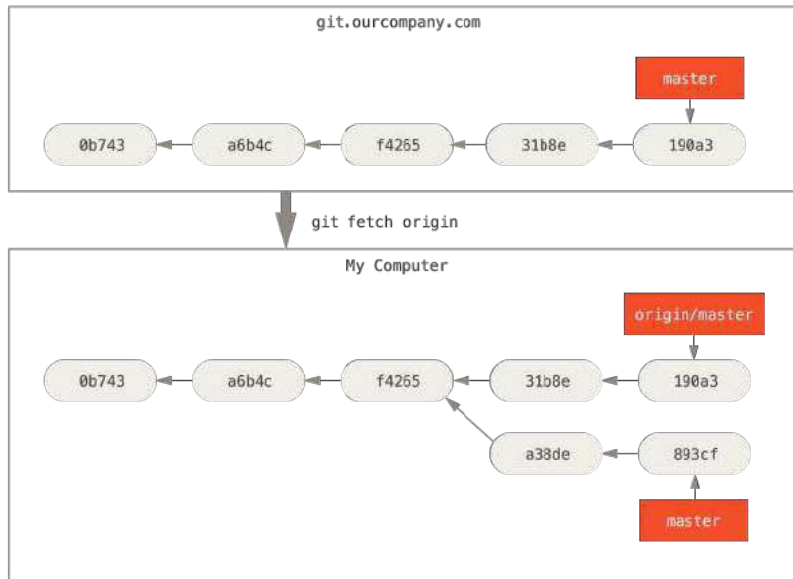 git.ourcompany.com
master
0b743 a6b4c f4265 31b8e 190a3
git fetch origin
My Computer
origin/master
0b743 a6b4c f4265 31b8e 190a3
a38de 893cf
master